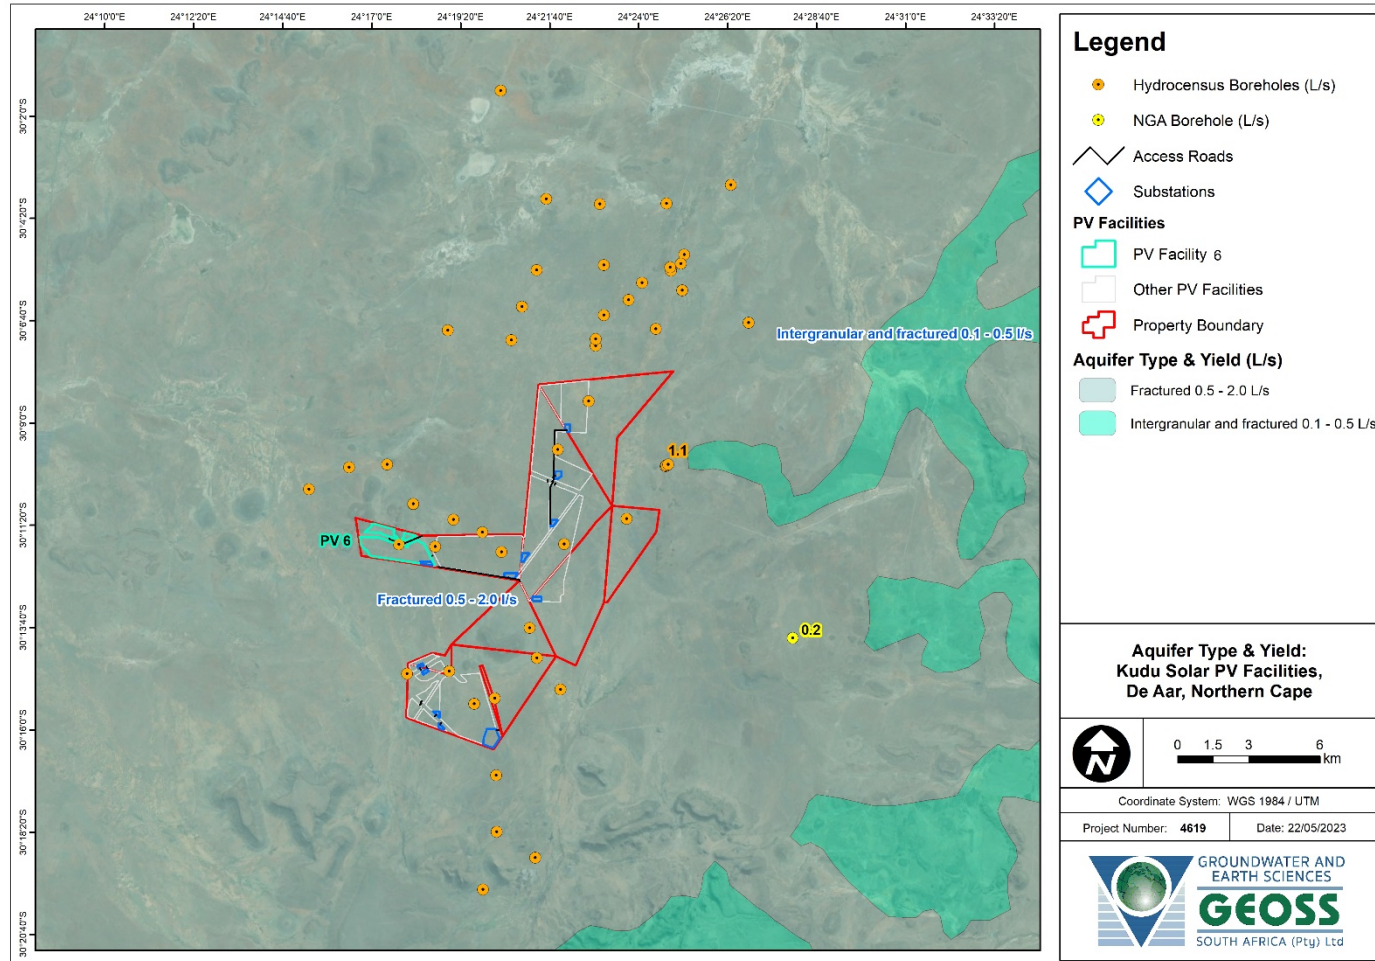 24°12'0"E 24°14'40"E 24°17'0"E 24°19'20"E 24°21'40"E 24°24'0"E 24°26'20"E 24°28'40"E 24°31'0"E 24°33'20"E
30°2'0"S
30°4'20"S
30°6'40"S
30°9'0"S
30°11'20"S
30°13'40"S
30°16'0"S
30°18'20"S
30°20'40"S
Intergranular and fractured 0.1 - 0.5 l/s
1.1
PV 6
Fractured 0.5 - 2.0 l/s
0.2
Legend
Hydrocensus Boreholes (L/s)
NGA Borehole (L/s)
Access Roads
Substations
PV Facilities
PV Facility 6
Other PV Facilities
Property Boundary
Aquifer Type & Yield (L/s)
Fractured 0.5 - 2.0 L/s
Intergranular and fractured 0.1 - 0.5 L/s
Aquifer Type & Yield:
Kudu Solar PV Facilities,
De Aar, Northern Cape
N
0 1.5 3 6
km
Coordinate System: WGS 1984 / UTM
Project Number: 4619 Date: 22/05/2023
GROUNDWATER AND
EARTH SCIENCES
GEOSS
SOUTH AFRICA (Pty) Ltd